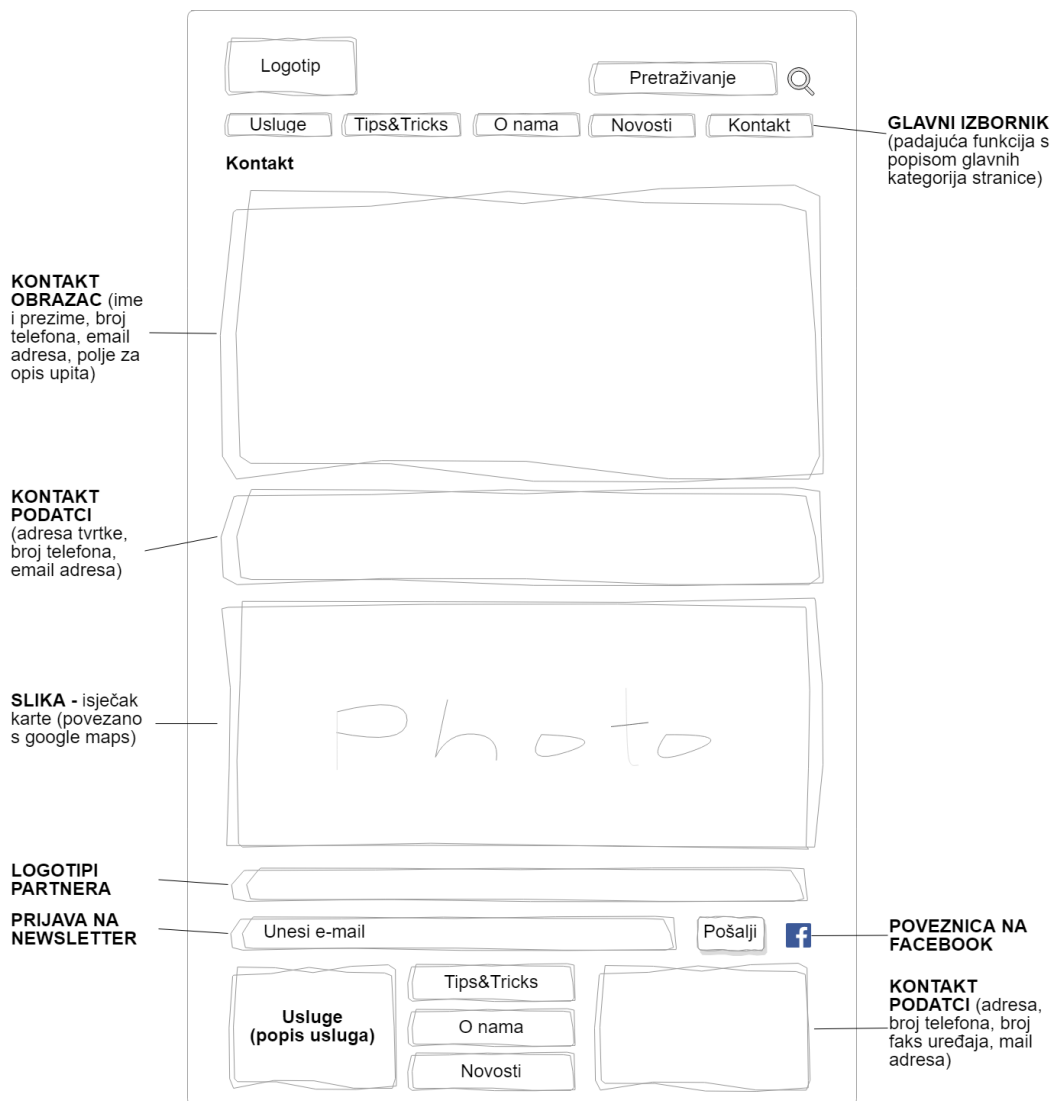 Logotip
Pretraživanje
Usluge
Tips&Tricks
O nama
Novosti
Kontakt
GLAVNI IZBORNIK
(padajuća funkcija s
popisom glavnih
kategorija stranice)
Kontakt
KONTAKT
OBRAZAC (ime
i prezime, broj
telefona, email
adresa, polje za
opis upita)
KONTAKT
PODATCI
(adresa tvrtke,
broj telefona,
email adresa)
SLIKA - isječak
karte (povezano
s google maps)
Photo
LOGOTIPI
PARTNERA
PRIJAVA NA
NEWSLETTER
Unesi e-mail
Pošalji
f
POVEZNICA NA
FACEBOOK
Usluge
(popis usluga)
Tips&Tricks
O nama
Novosti
KONTAKT
PODATCI (adresa,
broj telefona, broj
faks uređaja, mail
adresa)